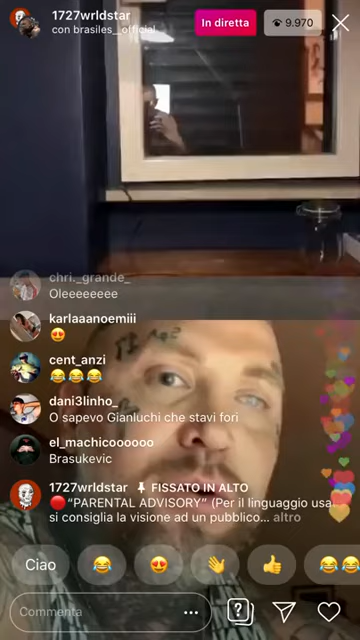 1727wrldstar
con brasiles__official
In diretta
9.970
chri._grande_
Oleeeeeeee
karlaaanoemiii
😍
cent_anzi
😂😂😂
dani3linho_
O sapevo Gianluchi che stavi fori
el_machicoooooo
Brasukevic
1727wrldstar 📌 FISSATO IN ALTO
🔴“PARENTAL ADVISORY” (Per il linguaggio usa
si consiglia la visione ad un pubblico... altro
Ciao 😂 😍 👋 👍 😂😂
Commenta